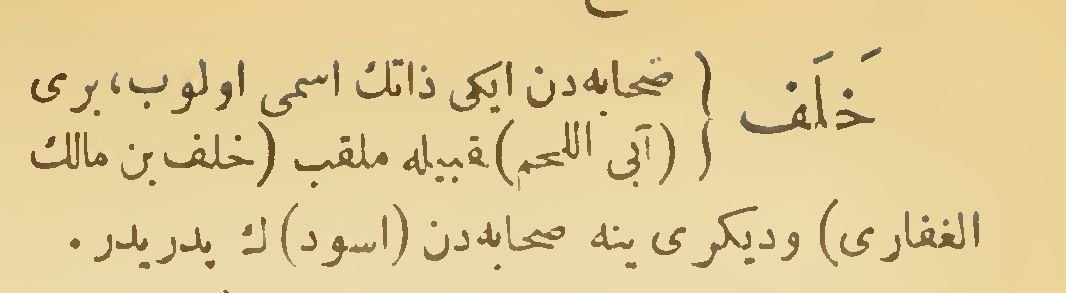 خَلَف { صحابه‌دن ایکی ذاتك اسمی اولوب، بری
(آبی اللحم) قبیله ملقب (خلف بن مالك
الغفاری) ودیکری ینه صحابه‌دن (اسود) ك پدریدر.